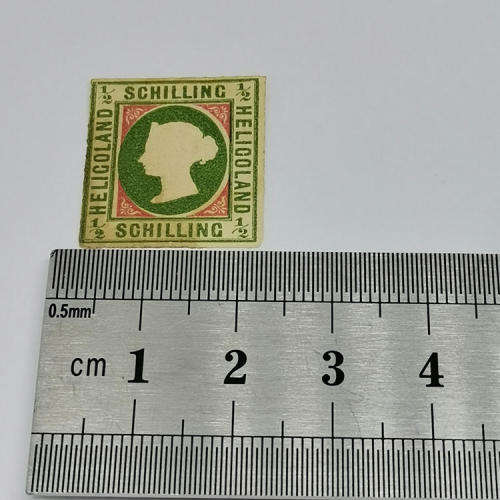 ½ SCHILLING ½
HELIGOLAND
HELIGOLAND
½ SCHILLING ½
0.5mm
cm 1 2 3 4